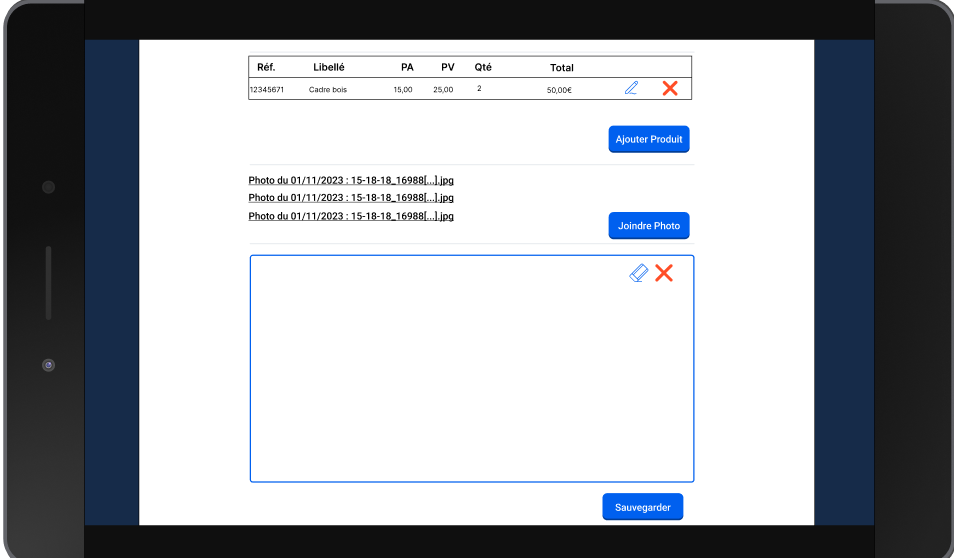 Réf. Libellé PA PV Qté Total
12345671 Cadre bois 15,00 25,00 2 50,00€
Ajouter Produit
Photo du 01/11/2023 : 15-18-18_16988[...].jpg
Photo du 01/11/2023 : 15-18-18_16988[...].jpg
Photo du 01/11/2023 : 15-18-18_16988[...].jpg
Joindre Photo
Sauvegarder